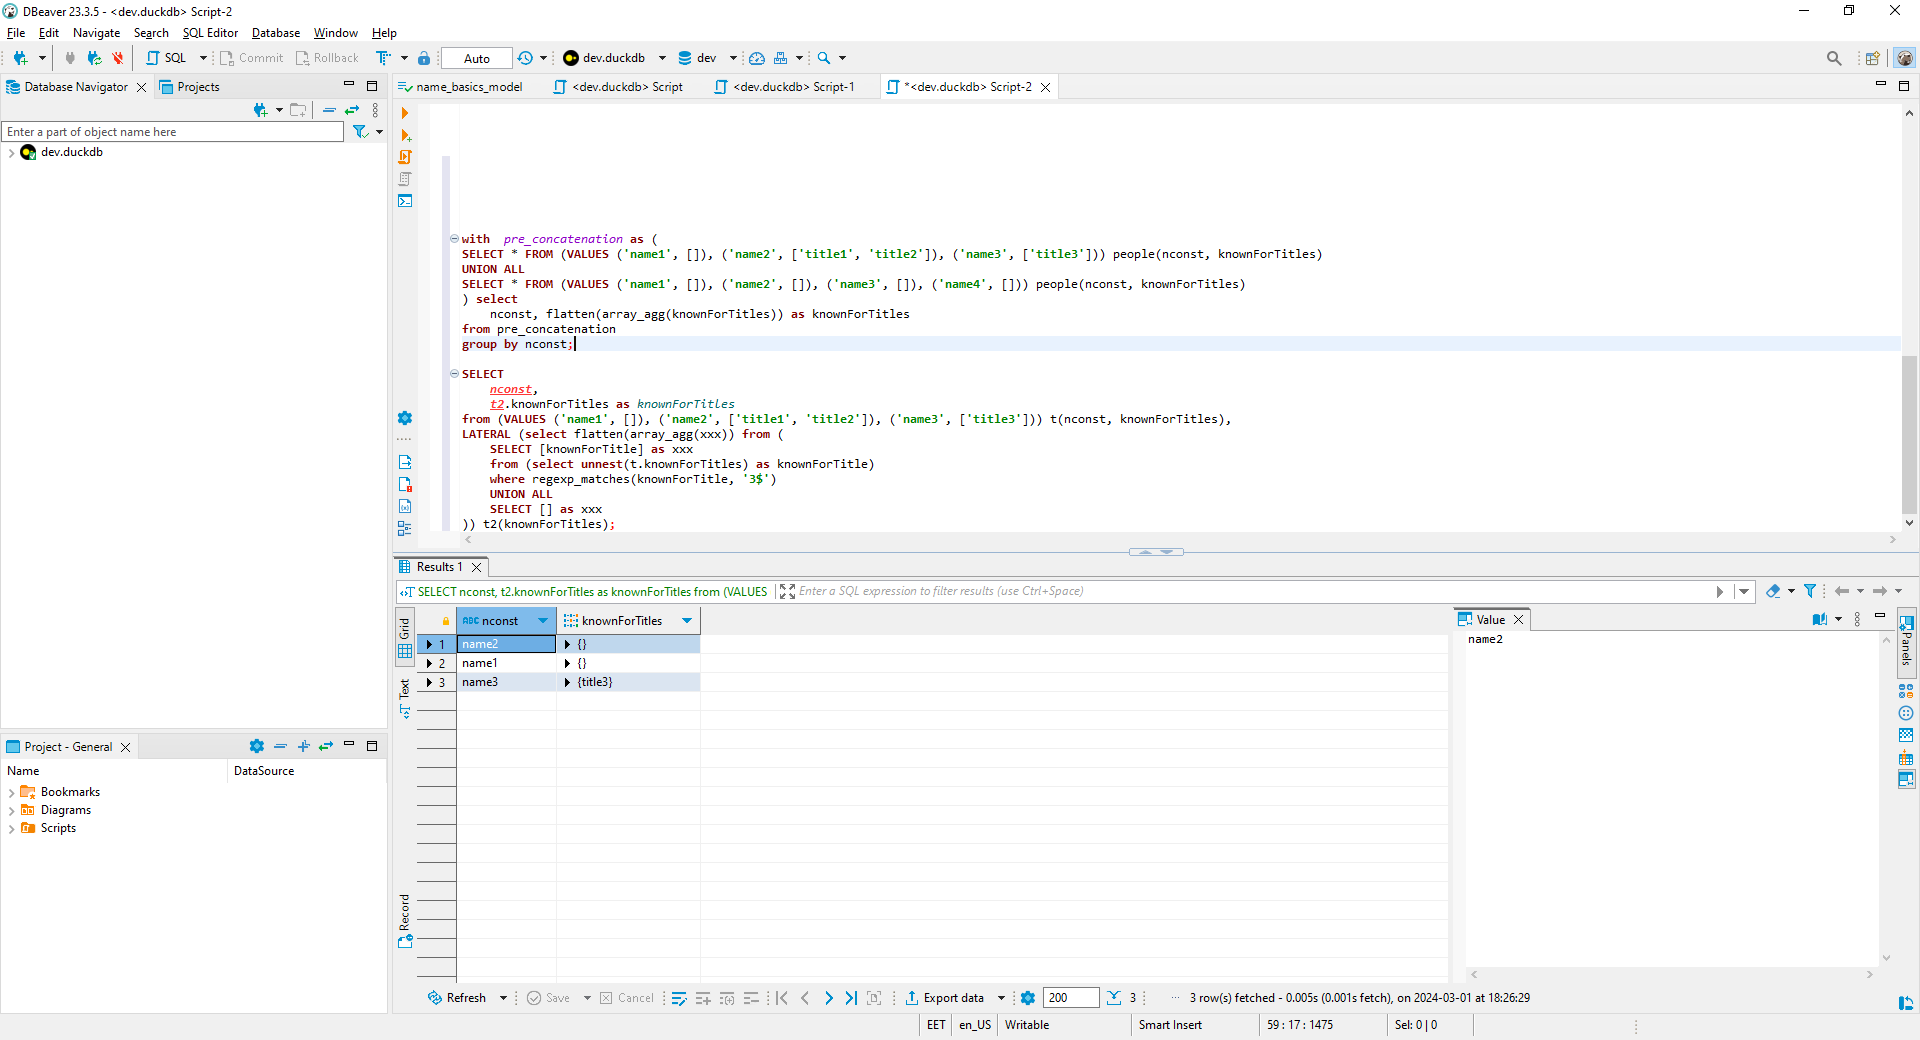 DBeaver 23.3.5 - <dev.duckdb> Script-2
File Edit Navigate Search SQL Editor Database Window Help
SQL Commit Rollback Auto dev.duckdb dev
Database Navigator Projects
name_basics_model <dev.duckdb> Script <dev.duckdb> Script-1 *<dev.duckdb> Script-2
Enter a part of object name here
dev.duckdb
with pre_concatenation as (
SELECT * FROM (VALUES ('name1', []), ('name2', ['title1', 'title2']), ('name3', ['title3'])) people(nconst, knownForTitles)
UNION ALL
SELECT * FROM (VALUES ('name1', []), ('name2', []), ('name3', []), ('name4', [])) people(nconst, knownForTitles)
) select
nconst, flatten(array_agg(knownForTitles)) as knownForTitles
from pre_concatenation
group by nconst;
SELECT
nconst,
t2.knownForTitles as knownForTitles
from (VALUES ('name1', []), ('name2', ['title1', 'title2']), ('name3', ['title3'])) t(nconst, knownForTitles),
LATERAL (select flatten(array_agg(xxx)) from (
SELECT [knownForTitle] as xxx
from (select unnest(t.knownForTitles) as knownForTitle)
where regexp_matches(knownForTitle, '3$')
UNION ALL
SELECT [] as xxx
)) t2(knownForTitles);
Results 1
SELECT nconst, t2.knownForTitles as knownForTitles from (VALUES Enter a SQL expression to filter results (use Ctrl+Space)
Grid
Text
Record
ABC nconst knownForTitles
1 name2 {}
2 name1 {}
3 name3 {title3}
Value
name2
Panels
Project - General
Name DataSource
Bookmarks
Diagrams
Scripts
Refresh Save Cancel Export data 200 3 3 row(s) fetched - 0.005s (0.001s fetch), on 2024-03-01 at 18:26:29
EET en_US Writable Smart Insert 59 : 17 : 1475 Sel: 0 | 0